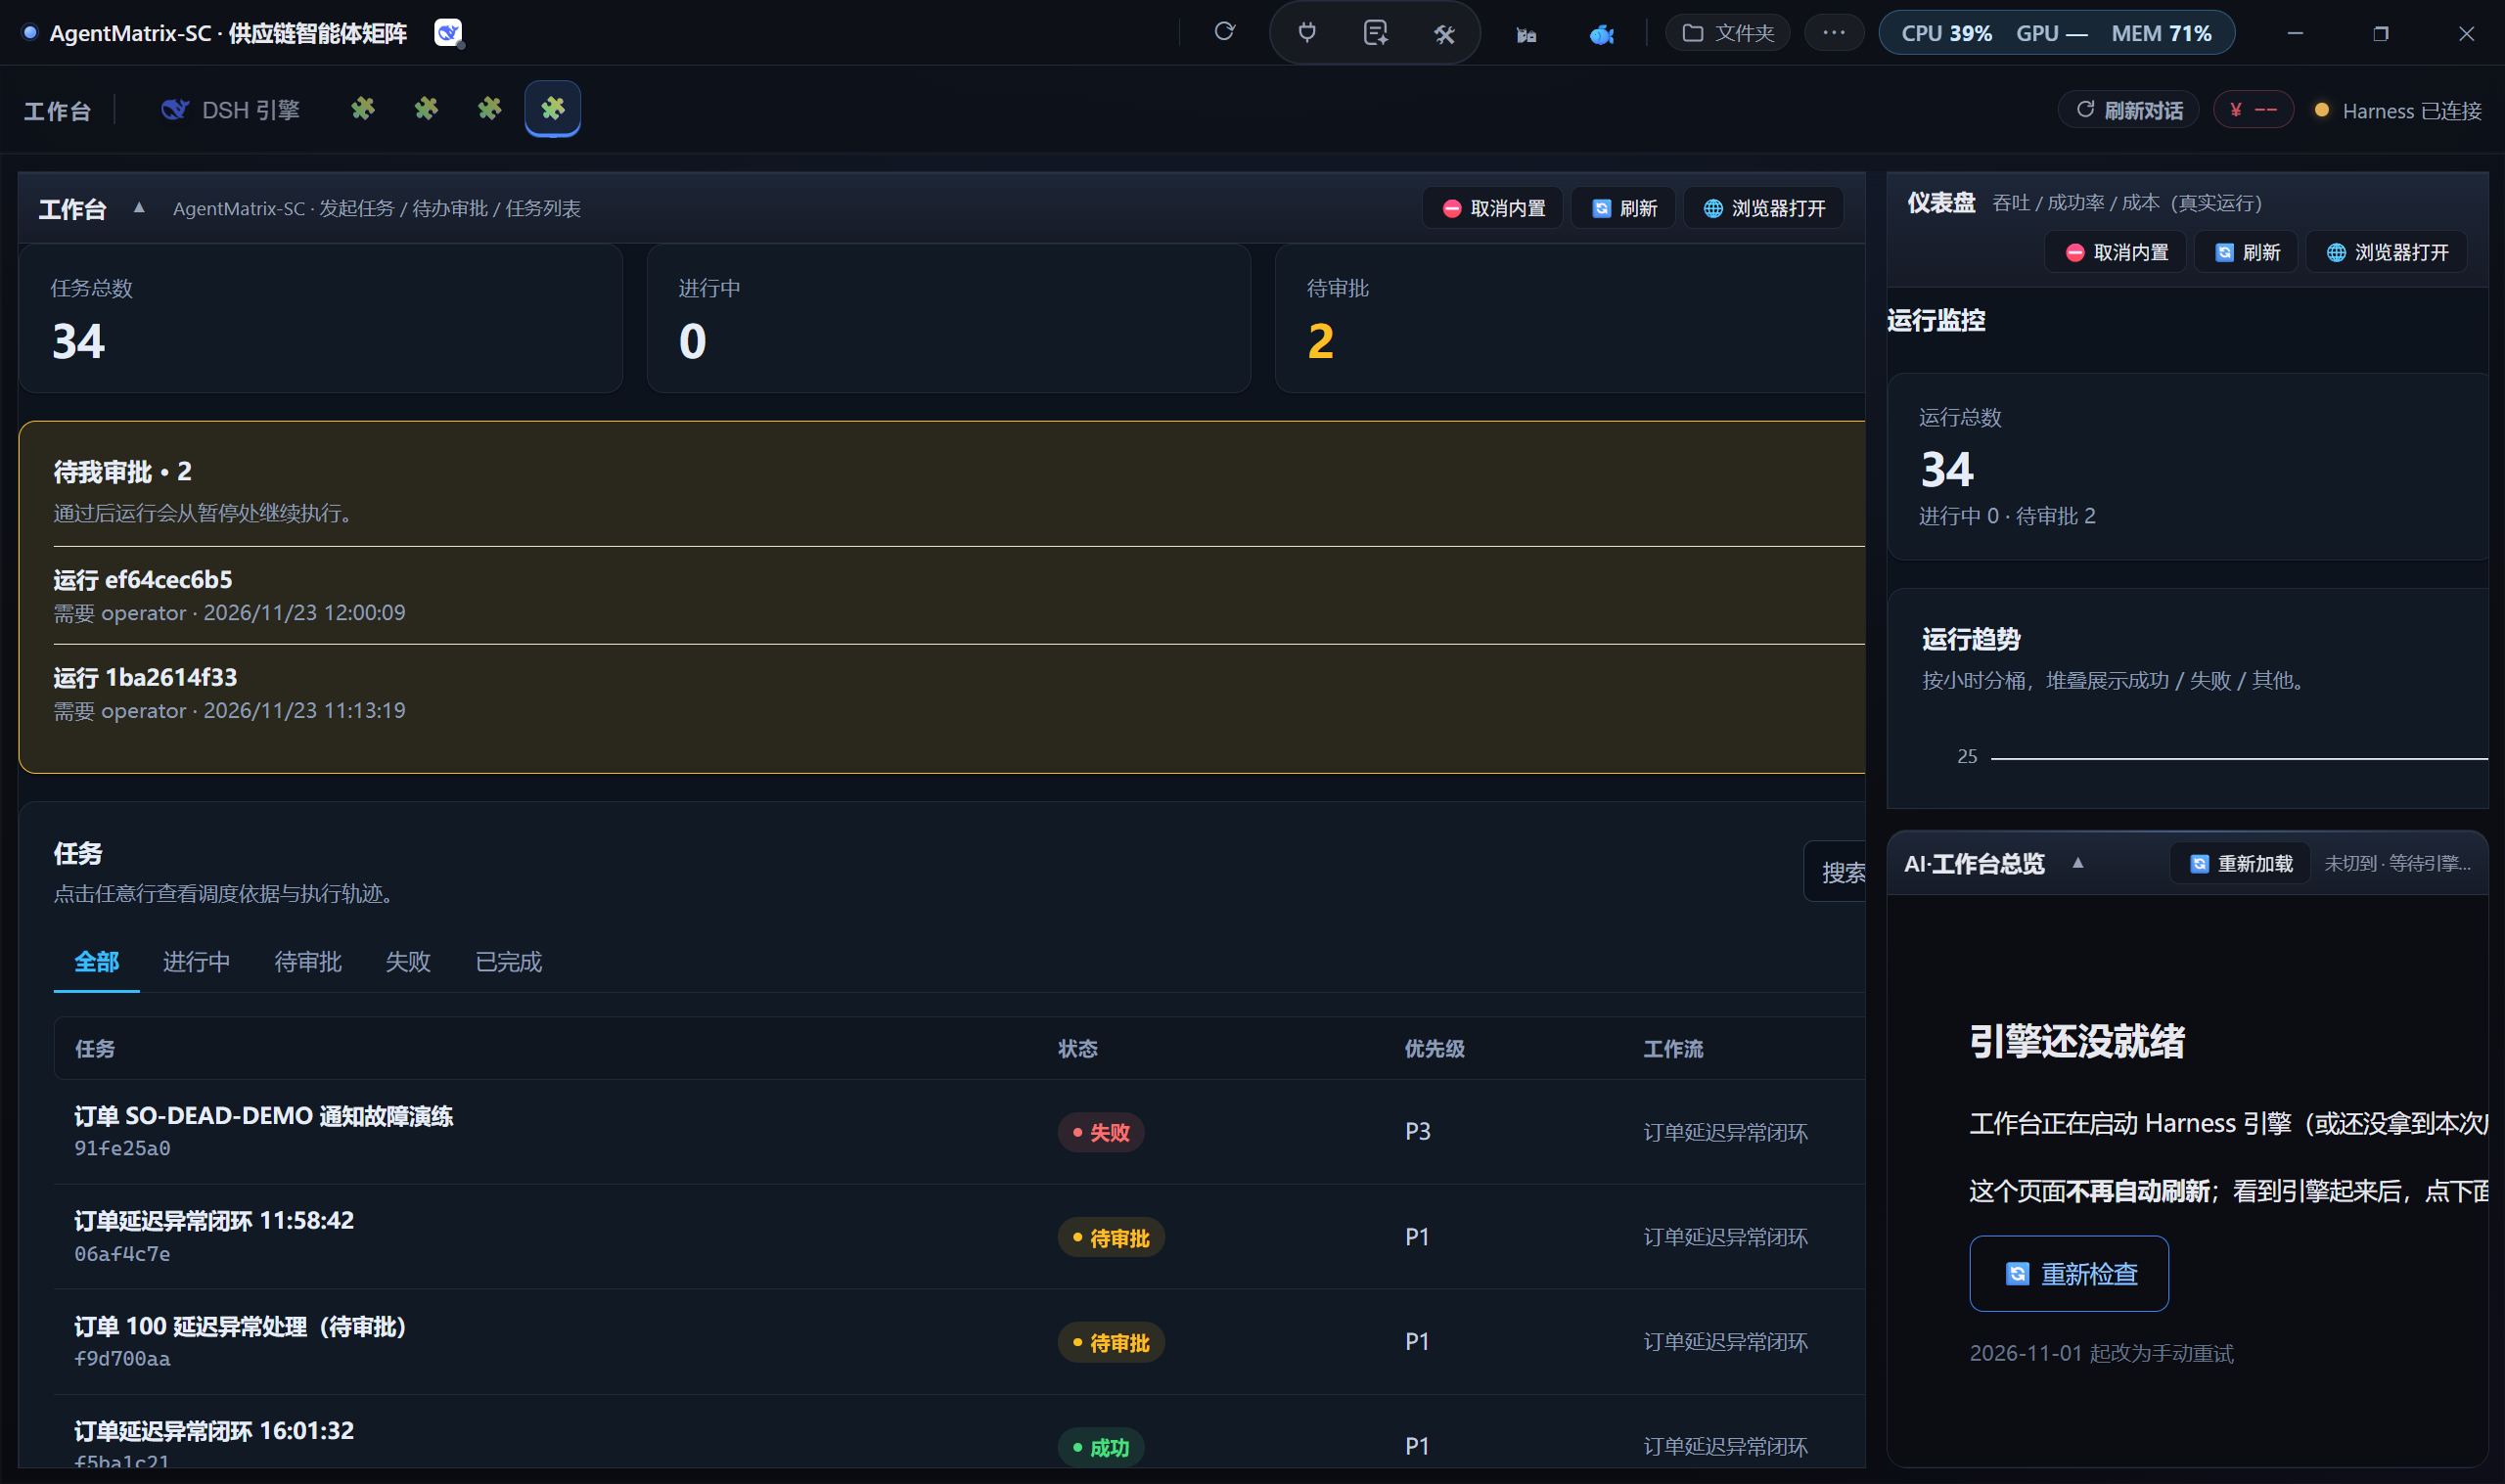 AgentMatrix-SC · 供应链智能体矩阵
文件夹
CPU 39% GPU — MEM 71%
工作台
DSH 引擎
刷新对话
¥ --
Harness 已连接
工作台
AgentMatrix-SC · 发起任务 / 待办审批 / 任务列表
取消内置
刷新
浏览器打开
任务总数
34
进行中
0
待审批
2
待我审批 • 2
通过后运行会从暂停处继续执行。
运行 ef64cec6b5
需要 operator · 2026/11/23 12:00:09
运行 1ba2614f33
需要 operator · 2026/11/23 11:13:19
任务
点击任意行查看调度依据与执行轨迹。
搜索
全部 进行中 待审批 失败 已完成
任务 状态 优先级 工作流
订单 SO-DEAD-DEMO 通知故障演练
91fe25a0
失败 P3 订单延迟异常闭环
订单延迟异常闭环 11:58:42
06af4c7e
待审批 P1 订单延迟异常闭环
订单 100 延迟异常处理（待审批）
f9d700aa
待审批 P1 订单延迟异常闭环
订单延迟异常闭环 16:01:32
f5ba1c21
成功 P1 订单延迟异常闭环
仪表盘
吞吐 / 成功率 / 成本（真实运行）
取消内置
刷新
浏览器打开
运行监控
运行总数
34
进行中 0 · 待审批 2
运行趋势
按小时分桶，堆叠展示成功 / 失败 / 其他。
25
AI·工作台总览
重新加载
未切到 · 等待引擎...
引擎还没就绪
工作台正在启动 Harness 引擎（或还没拿到本次
这个页面不再自动刷新；看到引擎起来后，点下面
重新检查
2026-11-01 起改为手动重试